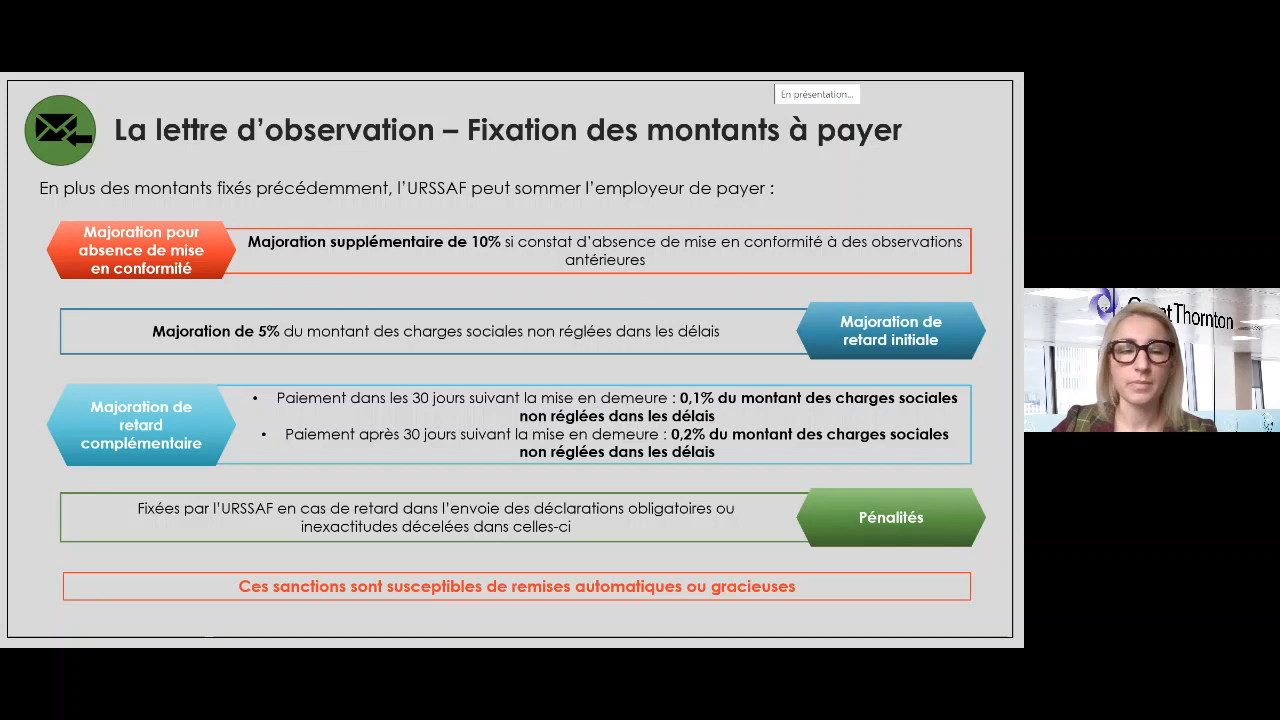 En présentation...
La lettre d’observation – Fixation des montants à payer
En plus des montants fixés précédemment, l’URSSAF peut sommer l’employeur de payer :
Majoration pour
absence de mise
en conformité
Majoration supplémentaire de 10% si constat d’absence de mise en conformité à des observations
antérieures
Majoration de 5% du montant des charges sociales non réglées dans les délais
Majoration de
retard initiale
Majoration de
retard
complémentaire
• Paiement dans les 30 jours suivant la mise en demeure : 0,1% du montant des charges sociales
non réglées dans les délais
• Paiement après 30 jours suivant la mise en demeure : 0,2% du montant des charges sociales
non réglées dans les délais
Fixées par l’URSSAF en cas de retard dans l’envoie des déclarations obligatoires ou
inexactitudes décelées dans celles-ci
Pénalités
Ces sanctions sont susceptibles de remises automatiques ou gracieuses
Thornton